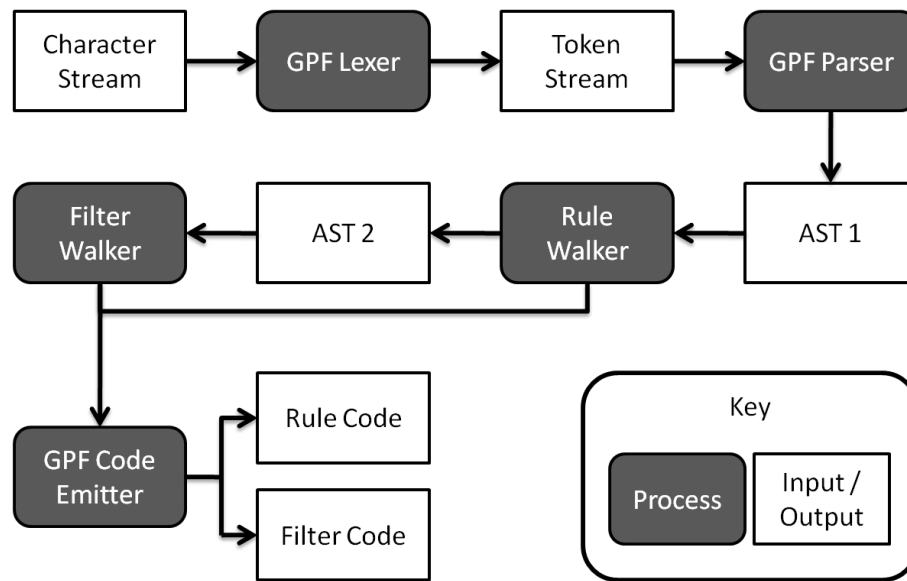 Character
Stream
GPF Lexer
Token
Stream
GPF Parser
Filter
Walker
AST 2
Rule
Walker
AST 1
Rule Code
GPF Code
Emitter
Filter Code
Key
Process
Input /
Output